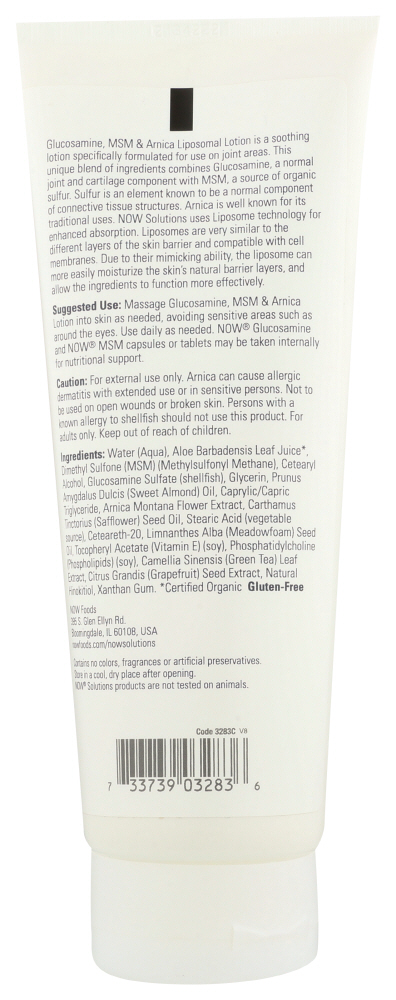 Glucosamine, MSM & Arnica Liposomal Lotion is a soothing
lotion specifically formulated for use on joint areas. This
unique blend of ingredients combines Glucosamine, a normal
joint and cartilage component with MSM, a source of organic
sulfur. Sulfur is an element known to be a normal component
of connective tissue structures. Arnica is well known for its
traditional uses. NOW Solutions uses Liposome technology for
enhanced absorption. Liposomes are very similar to the
different layers of the skin barrier and compatible with cell
membranes. Due to their mimicking ability, the liposome can
more easily moisturize the skin's natural barrier layers, and
allow the ingredients to function more effectively.
Suggested Use: Massage Glucosamine, MSM & Arnica
Lotion into skin as needed, avoiding sensitive areas such as
around the eyes. Use daily as needed. NOW® Glucosamine
and NOW® MSM capsules or tablets may be taken internally
for nutritional support.
Caution: For external use only. Arnica can cause allergic
dermatitis with extended use or in sensitive persons. Not to
be used on open wounds or broken skin. Persons with a
known allergy to shellfish should not use this product. For
adults only. Keep out of reach of children.
Ingredients: Water (Aqua), Aloe Barbadensis Leaf Juice*,
Dimethyl Sulfone (MSM) (Methylsulfonyl Methane), Cetearyl
Alcohol, Glucosamine Sulfate (shellfish), Glycerin, Prunus
Amygdalus Dulcis (Sweet Almond) Oil, Caprylic/Capric
Triglyceride, Arnica Montana Flower Extract, Carthamus
Tinctorius (Safflower) Seed Oil, Stearic Acid (vegetable
source), Ceteareth-20, Limnanthes Alba (Meadowfoam) Seed
Oil, Tocopheryl Acetate (Vitamin E) (soy), Phosphatidylcholine
(Phospholipids) (soy), Camellia Sinensis (Green Tea) Leaf
Extract, Citrus Grandis (Grapefruit) Seed Extract, Natural
Hinokitiol, Xanthan Gum. *Certified Organic Gluten-Free
NOW Foods
395 S. Glen Ellyn Rd.
Bloomingdale, IL 60108, USA
nowfoods.com/nowsolutions
Contains no colors, fragrances or artificial preservatives.
Store in a cool, dry place after opening.
NOW® Solutions products are not tested on animals.
Code 3283C V8
7 33739 03283 6